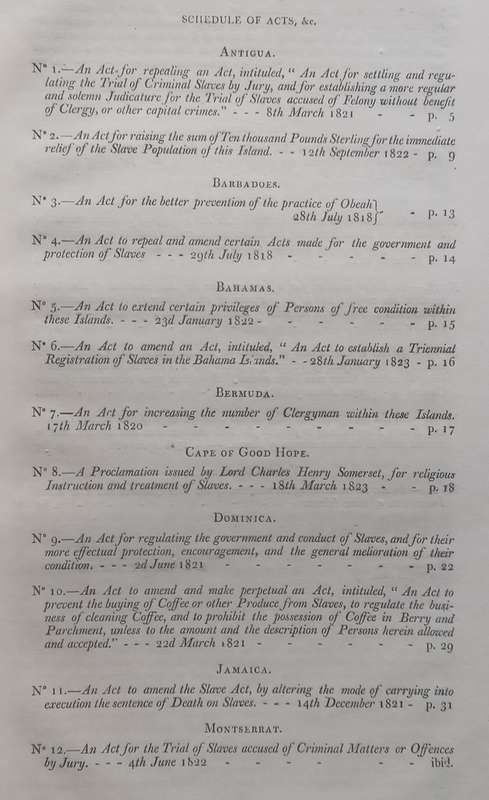 SCHEDULE OF ACTS, &c.
ANTIGUA.
N° 1.—An Act for repealing an Act, intituled, “ An Act for settling and regu-
lating the Trial of Criminal Slaves by Jury, and for establishing a more regular
and solemn Judicature for the Trial of Slaves accused of Felony without benefit
of Clergy, or other capital crimes.” - - - 8th March 1821 - - p. 5
N° 2.—An Act for raising the sum of Ten thousand Pounds Sterling for the immediate
relief of the Slave Population of this Island. - - 12th September 1822 - p. 9
BARBADOES.
N° 3.—An Act for the better prevention of the practice of Obeah}
28th July 1818} - p. 13
N° 4.—An Act to repeal and amend certain Acts made for the government and
protection of Slaves - - - 29th July 1818 - - - - - p. 14
BAHAMAS.
N° 5.—An Act to extend certain privileges of Persons of free condition within
these Islands. - - - 23d January 1822 - - - - - - p. 15
N° 6.—An Act to amend an Act, intituled, “ An Act to establish a Triennial
Registration of Slaves in the Bahama Islands.” - - 28th January 1823 - p. 16
BERMUDA.
N° 7.—An Act for increasing the number of Clergyman within these Islands.
17th March 1820 - - - - - - - - - p. 17
CAPE OF GOOD HOPE.
N° 8.—A Proclamation issued by Lord Charles Henry Somerset, for religious
Instruction and treatment of Slaves. - - - 18th March 1823 - - p. 18
DOMINICA.
N° 9.—An Act for regulating the government and conduct of Slaves, and for their
more effectual protection, encouragement, and the general melioration of their
condition. - - - 2d June 1821 - - - - - - - p. 22
N° 10.—An Act to amend and make perpetual an Act, intituled, “ An Act to
prevent the buying of Coffee or other Produce from Slaves, to regulate the busi-
ness of cleaning Coffee, and to prohibit the possession of Coffee in Berry and
Parchment, unless to the amount and the description of Persons herein allowed
and accepted.” - - - 22d March 1821 - - - - - - p. 29
JAMAICA.
N° 11.—An Act to amend the Slave Act, by altering the mode of carrying into
execution the sentence of Death on Slaves. - - - 14th December 1821 - p. 31
MONTSERRAT.
N° 12.—An Act for the Trial of Slaves accused of Criminal Matters or Offences
by Jury. - - - 4th June 1822 - - - - - - ibid.